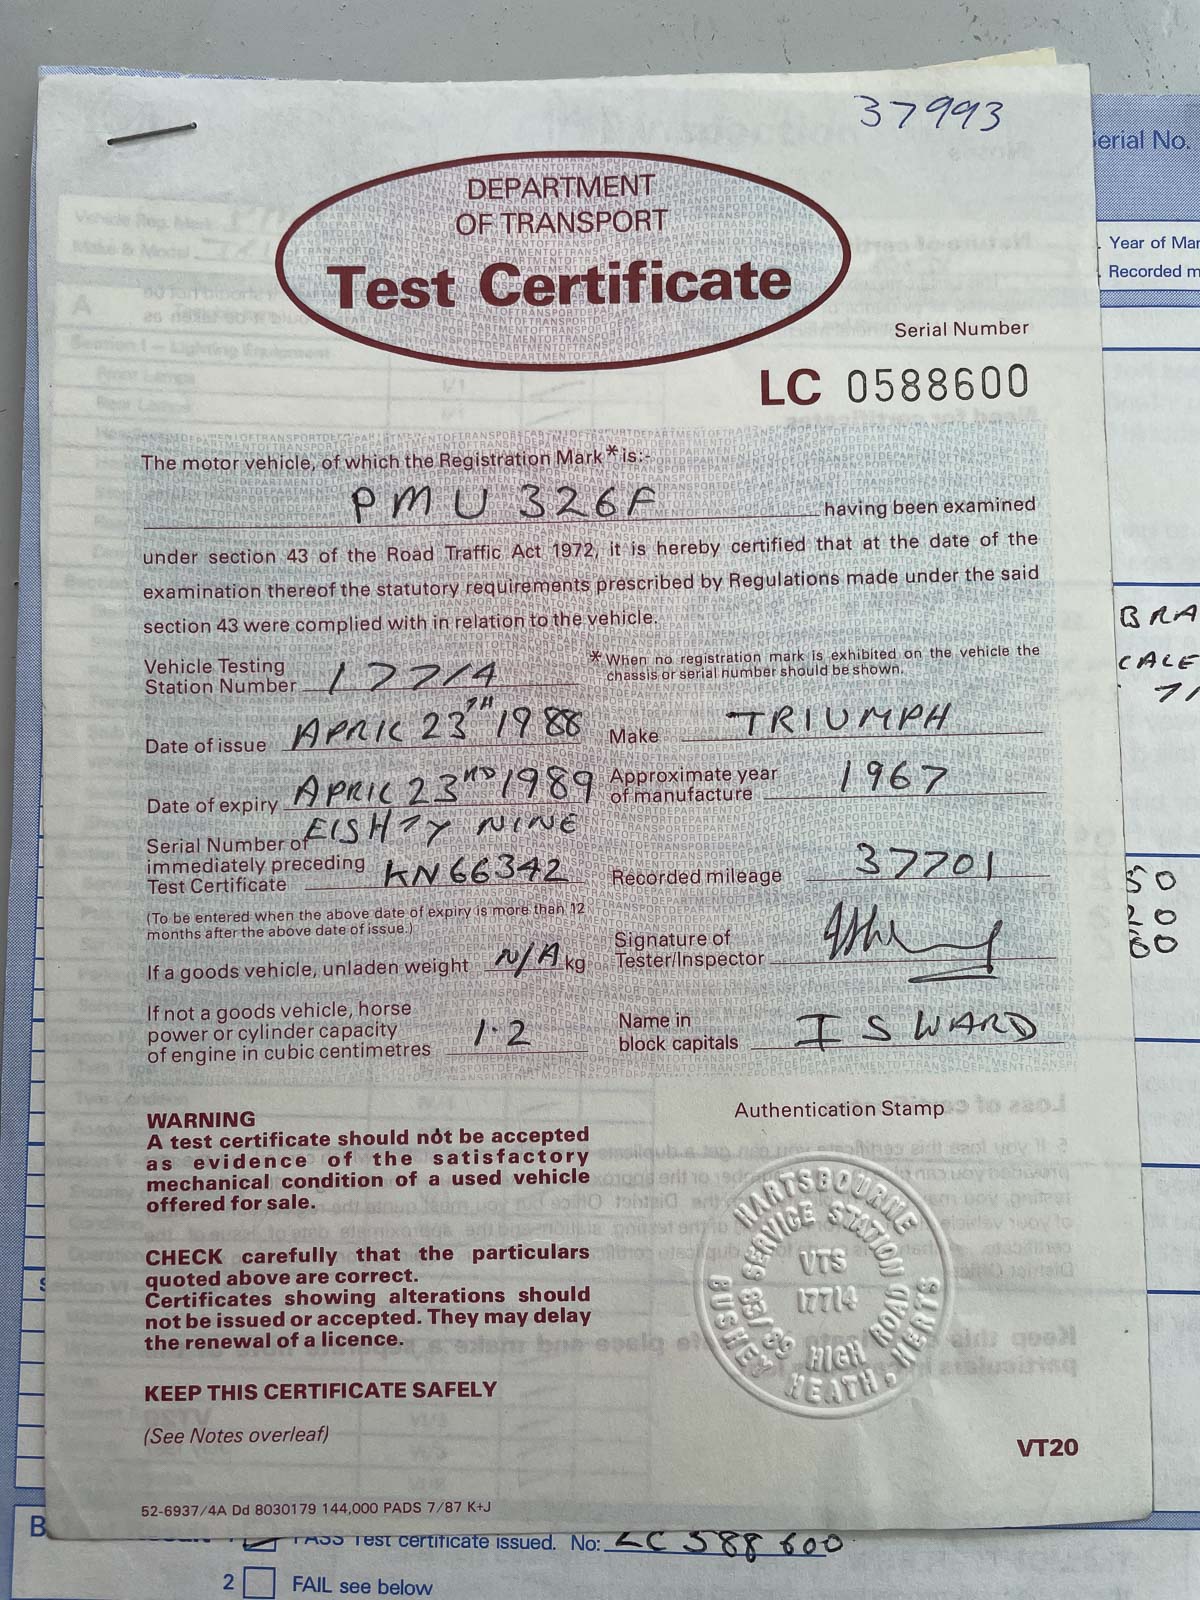 37993
Serial No.
DEPARTMENT
OF TRANSPORT
Test Certificate
Year of Mar
Recorded m
Serial Number
LC 0588600
The motor vehicle, of which the Registration Mark * is:-
PMU 326F having been examined
under section 43 of the Road Traffic Act 1972, it is hereby certified that at the date of the
examination thereof the statutory requirements prescribed by Regulations made under the said
section 43 were complied with in relation to the vehicle.
* When no registration mark is exhibited on the vehicle the
chassis or serial number should be shown.
Vehicle Testing
Station Number 17714
Date of issue APRIL 23TH 1988
Make TRIUMPH
Date of expiry APRIL 23RD 1989
EIGHTY NINE
Approximate year
of manufacture 1967
Serial Number of
immediately preceding
Test Certificate KN66342
Recorded mileage 37701
(To be entered when the above date of expiry is more than 12
months after the above date of issue.)
Signature of
Tester/Inspector
If a goods vehicle, unladen weight N/A kg
If not a goods vehicle, horse
power or cylinder capacity
of engine in cubic centimetres 1.2
Name in
block capitals I S WARD
BRA
50
60
WARNING
A test certificate should not be accepted
as evidence of the satisfactory
mechanical condition of a used vehicle
offered for sale.
CHECK carefully that the particulars
quoted above are correct.
Certificates showing alterations should
not be issued or accepted. They may delay
the renewal of a licence.
KEEP THIS CERTIFICATE SAFELY
(See Notes overleaf)
Authentication Stamp
HARTSBOURNE
SERVICE STATION
VTS
17714
83/89 HIGH ROAD
BUSHEY HEATH, HERTS
VT20
52-6937/4A Dd 8030179 144,000 PADS 7/87 K+J
B
PASS Test certificate issued. No: LC 588 600
2 FAIL see below